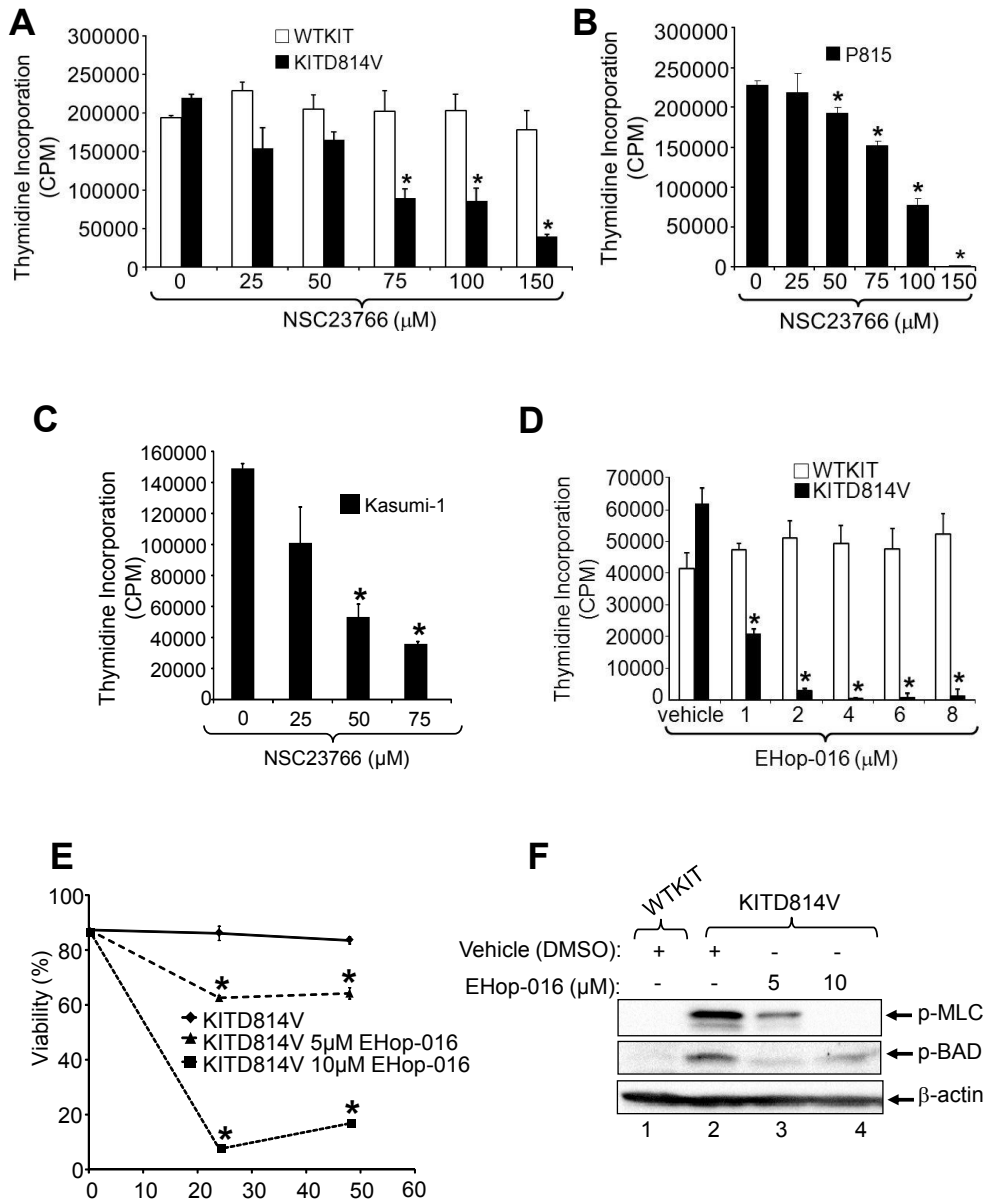 A
Thymidine Incorporation
(CPM)
300000
250000
200000
150000
100000
50000
0
WTKIT
KITD814V
* * *
0 25 50 75 100 150
NSC23766 (μM)
B
Thymidine Incorporation
(CPM)
300000
250000
200000
150000
100000
50000
0
P815
* * * *
0 25 50 75 100 150
NSC23766 (μM)
C
Thymidine Incorporation
(CPM)
160000
140000
120000
100000
80000
60000
40000
20000
0
Kasumi-1
* *
0 25 50 75
NSC23766 (μM)
D
Thymidine Incorporation
(CPM)
70000
60000
50000
40000
30000
20000
10000
0
WTKIT
KITD814V
* * * * *
vehicle 1 2 4 6 8
EHop-016 (μM)
E
Viability (%)
100
80
60
40
20
0
* *
KITD814V
KITD814V 5μM EHop-016
KITD814V 10μM EHop-016
* *
0 10 20 30 40 50 60
F
WTKIT
KITD814V
Vehicle (DMSO): + + - -
EHop-016 (μM): - - 5 10
p-MLC
p-BAD
β-actin
1 2 3 4